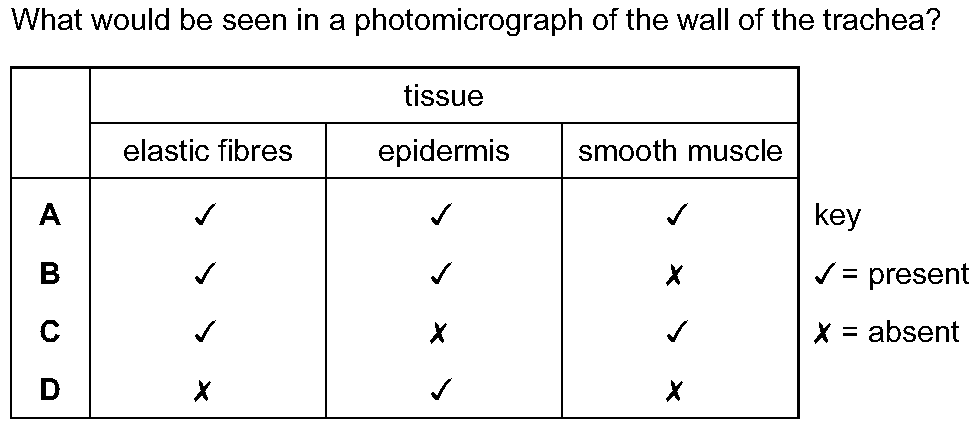 What would be seen in a photomicrograph of the wall of the trachea?
tissue
elastic fibres epidermis smooth muscle
A ✓ ✓ ✓ key
B ✓ ✓ ✗ ✓ = present
C ✓ ✗ ✓ ✗ = absent
D ✗ ✓ ✗